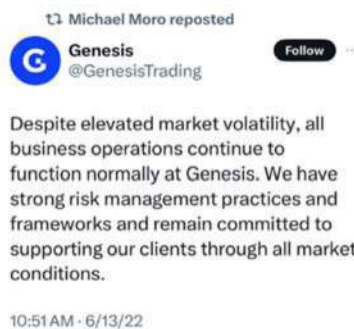 Michael Moro reposted
Genesis
Follow
@GenesisTrading
Despite elevated market volatility, all
business operations continue to
function normally at Genesis. We have
strong risk management practices and
frameworks and remain committed to
supporting our clients through all market
conditions.
10:51 AM · 6/13/22